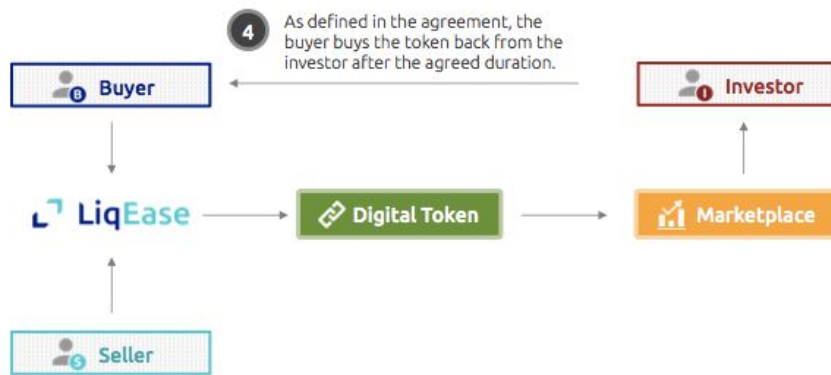 4
As defined in the agreement, the
buyer buys the token back from the
investor after the agreed duration.
B Buyer
I Investor
LiqEase
Digital Token
Marketplace
S Seller